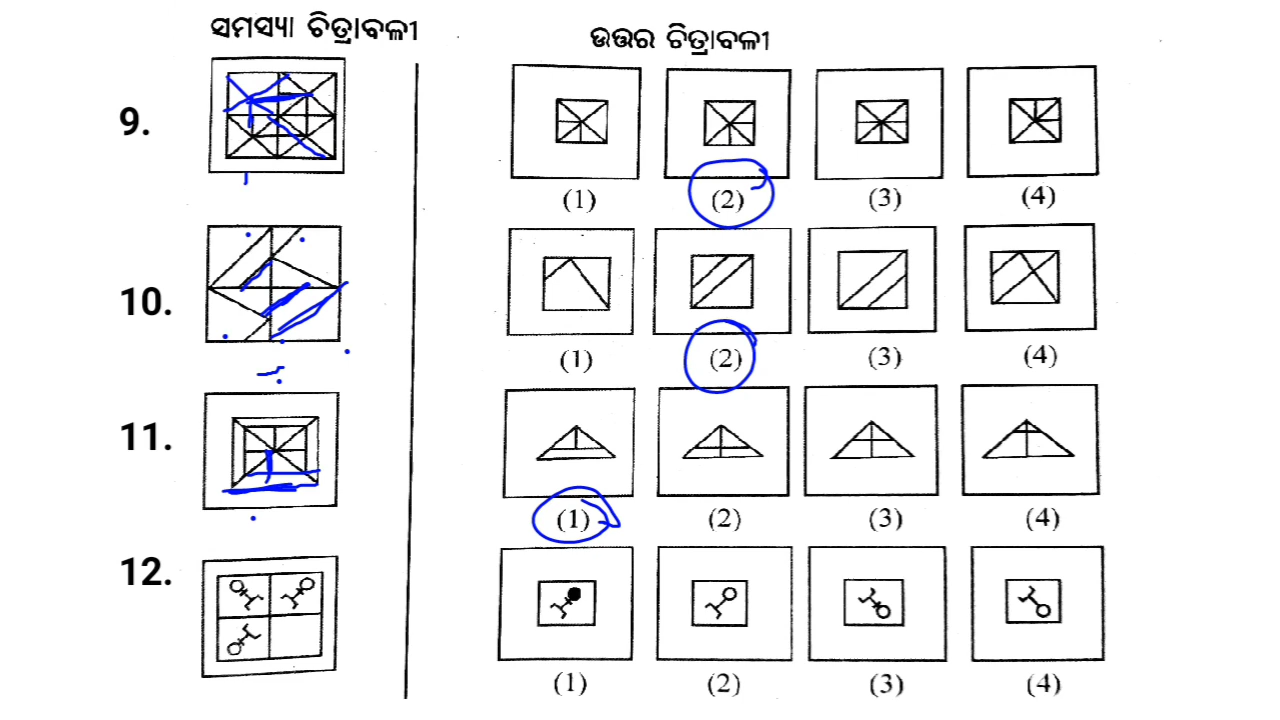 ସମସ୍ୟା ଚିତ୍ରାବଳୀ
ଉତ୍ତର ଚିତ୍ରାବଳୀ
9.
(1) (2) (3) (4)
10.
(1) (2) (3) (4)
11.
(1) (2) (3) (4)
12.
(1) (2) (3) (4)